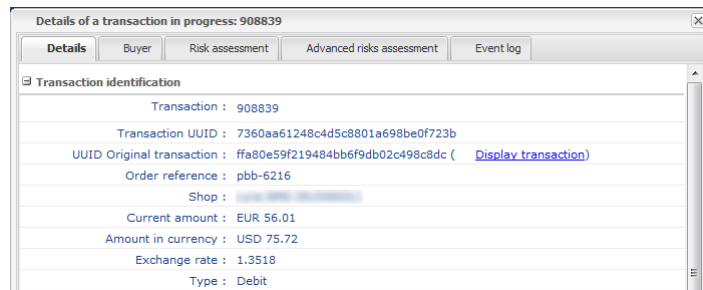 Details of a transaction in progress: 908839
Details Buyer Risk assessment Advanced risks assessment Event log
Transaction identification
Transaction : 908839
Transaction UUID : 7360aa61248c4d5c8801a698be0f723b
UUID Original transaction : ffa80e59f219484bb6f9db02c498c8dc ( Display transaction)
Order reference : pbb-6216
Shop :
Current amount : EUR 56.01
Amount in currency : USD 75.72
Exchange rate : 1.3518
Type : Debit